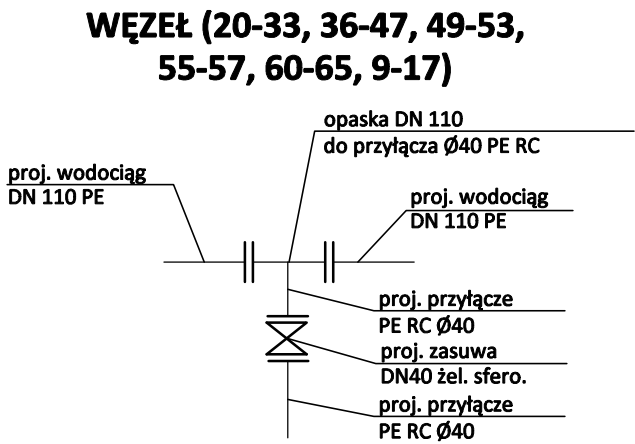 WĘZEŁ (20-33, 36-47, 49-53,
55-57, 60-65, 9-17)
opaska DN 110
do przyłącza Ø40 PE RC
proj. wodociąg
DN 110 PE
proj. wodociąg
DN 110 PE
proj. przyłącze
PE RC Ø40
proj. zasuwa
DN40 żel. sfero.
proj. przyłącze
PE RC Ø40